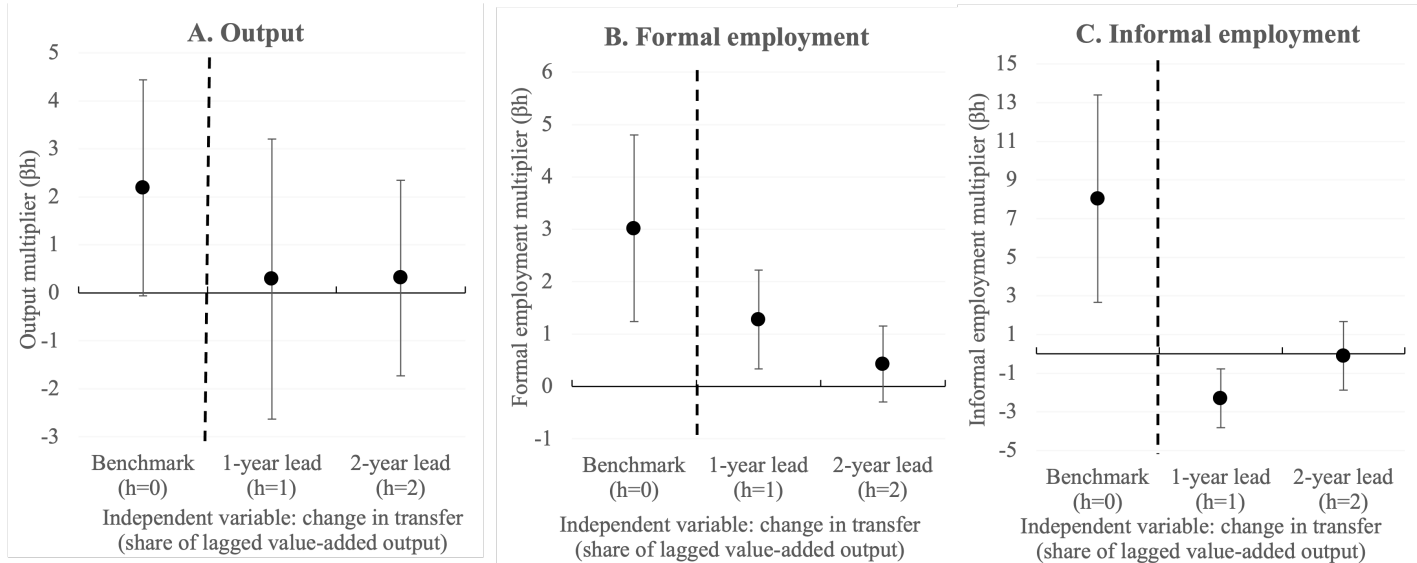 A. Output
Output multiplier (βh)
5
4
3
2
1
0
-1
-2
-3
Benchmark
(h=0)
1-year lead
(h=1)
2-year lead
(h=2)
Independent variable: change in transfer
(share of lagged value-added output)
B. Formal employment
Formal employment multiplier (βh)
6
5
4
3
2
1
0
-1
Benchmark
(h=0)
1-year lead
(h=1)
2-year lead
(h=2)
Independent variable: change in transfer
(share of lagged value-added output)
C. Informal employment
Informal employment multiplier (βh)
15
13
11
9
7
5
3
1
-1
-3
-5
Benchmark
(h=0)
1-year lead
(h=1)
2-year lead
(h=2)
Independent variable: change in transfer
(share of lagged value-added output)